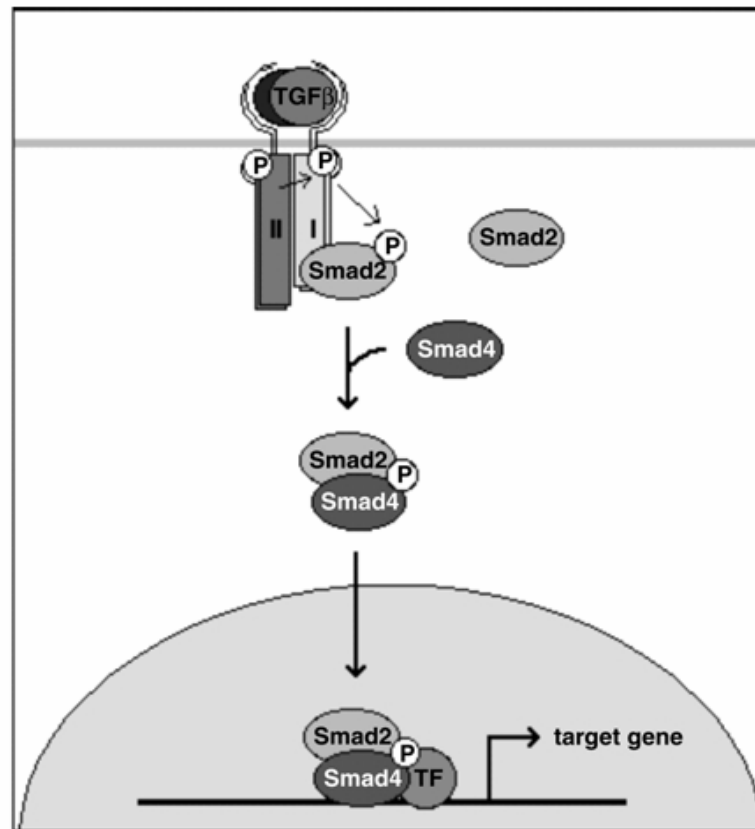 TGFβ
P
P
II
I
P
Smad2
Smad2
Smad4
Smad2
P
Smad4
Smad2
P
Smad4
TF
target gene